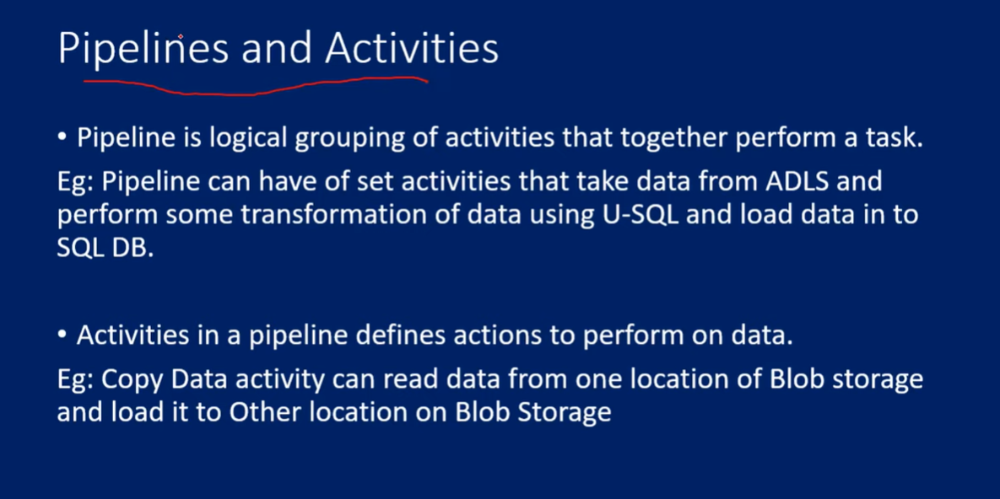 Pipelines and Activities
• Pipeline is logical grouping of activities that together perform a task.
Eg: Pipeline can have of set activities that take data from ADLS and
perform some transformation of data using U-SQL and load data in to
SQL DB.
• Activities in a pipeline defines actions to perform on data.
Eg: Copy Data activity can read data from one location of Blob storage
and load it to Other location on Blob Storage